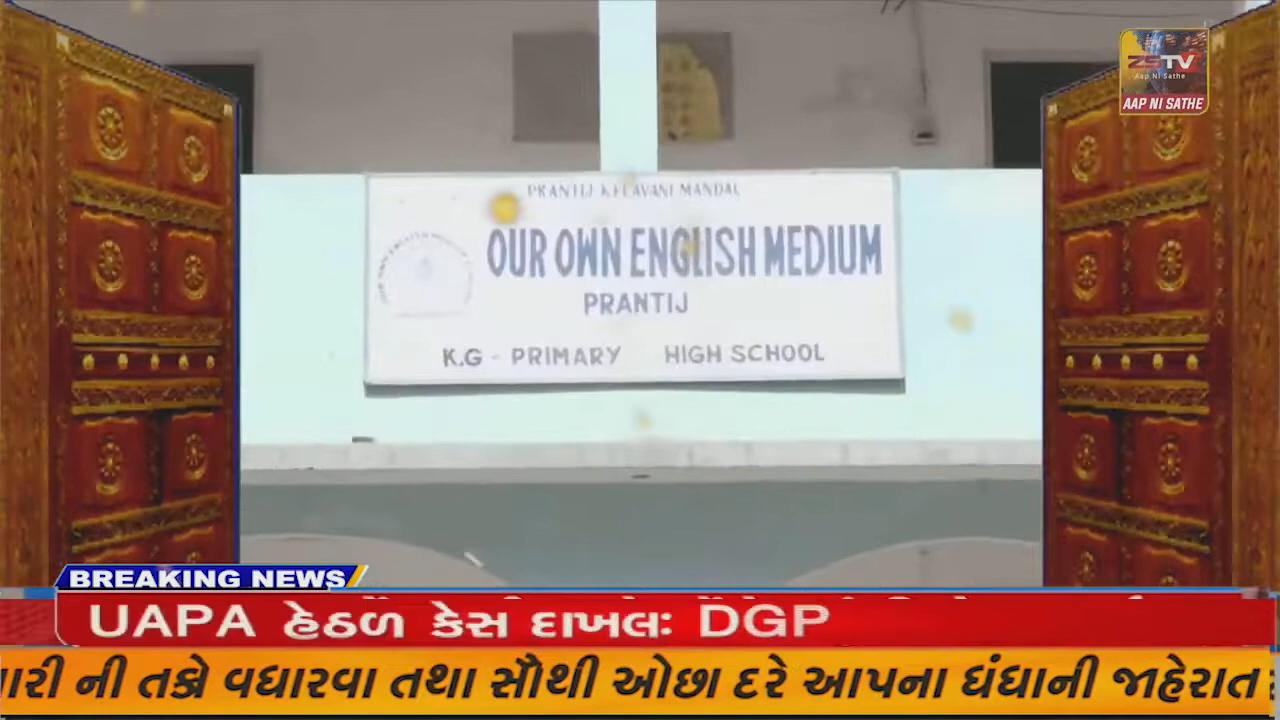 ZSTV
Aap Ni Sathe
AAP NI SATHE
PRANTIJ KELAVANI MANDAL
OUR OWN ENGLISH MEDIUM
PRANTIJ
K.G - PRIMARY HIGH SCHOOL
BREAKING NEWS
UAPA હેઠળ કેસ દાખલઃ DGP
ની તકો વધારવા તથા સૌથી ઓછા દરે આપના ધંધાની જાહેરાત